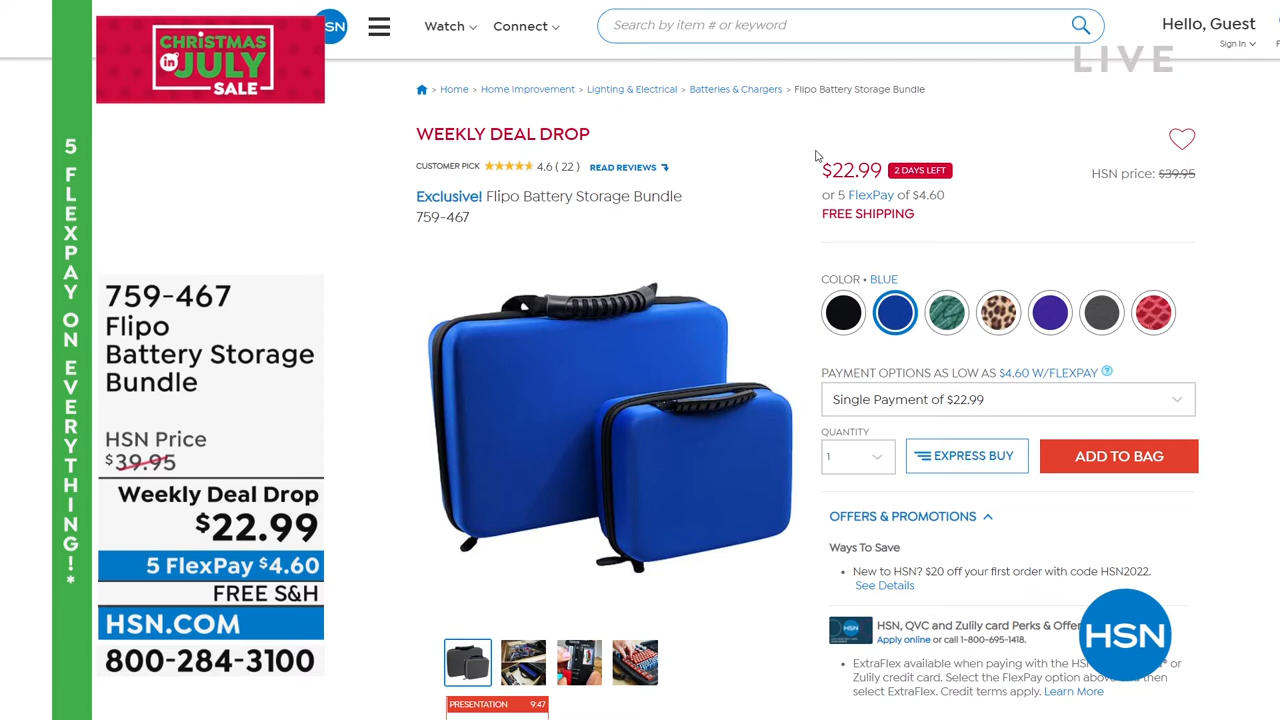 CHRISTMAS
in JULY
SALE
HSN
Watch
Connect
Search by item # or keyword
Hello, Guest
Sign In
LIVE
5 FLEXPAY ON EVERYTHING!*
Home > Home Improvement > Lighting & Electrical > Batteries & Chargers > Flipo Battery Storage Bundle
WEEKLY DEAL DROP
CUSTOMER PICK 4.6 ( 22 ) READ REVIEWS
Exclusive! Flipo Battery Storage Bundle
759-467
$22.99 2 DAYS LEFT
HSN price: $39.95
or 5 FlexPay of $4.60
FREE SHIPPING
COLOR • BLUE
PAYMENT OPTIONS AS LOW AS $4.60 W/FLEXPAY ?
Single Payment of $22.99
QUANTITY
1
EXPRESS BUY
ADD TO BAG
OFFERS & PROMOTIONS
Ways To Save
• New to HSN? $20 off your first order with code HSN2022.
See Details
HSN, QVC and Zulily card Perks & Offer
Apply online or call 1-800-695-1418.
• ExtraFlex available when paying with the HS
or
Zulily credit card. Select the FlexPay option abov
then
select ExtraFlex. Credit terms apply. Learn More
HSN
PRESENTATION 9:47
759-467
Flipo
Battery Storage
Bundle
HSN Price
$39.95
Weekly Deal Drop
$22.99
5 FlexPay $4.60
FREE S&H
HSN.COM
800-284-3100